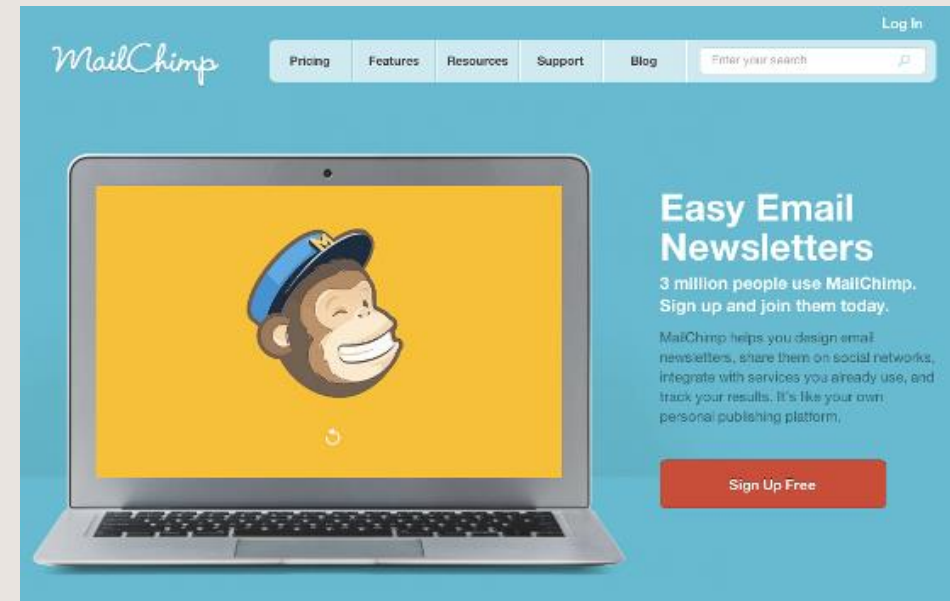 Log In
MailChimp
Pricing Features Resources Support Blog Enter your search
M
Easy Email
Newsletters
3 million people use MailChimp.
Sign up and join them today.
MailChimp helps you design email
newsletters, share them on social networks,
integrate with services you already use, and
track your results. It's like your own
personal publishing platform.
Sign Up Free